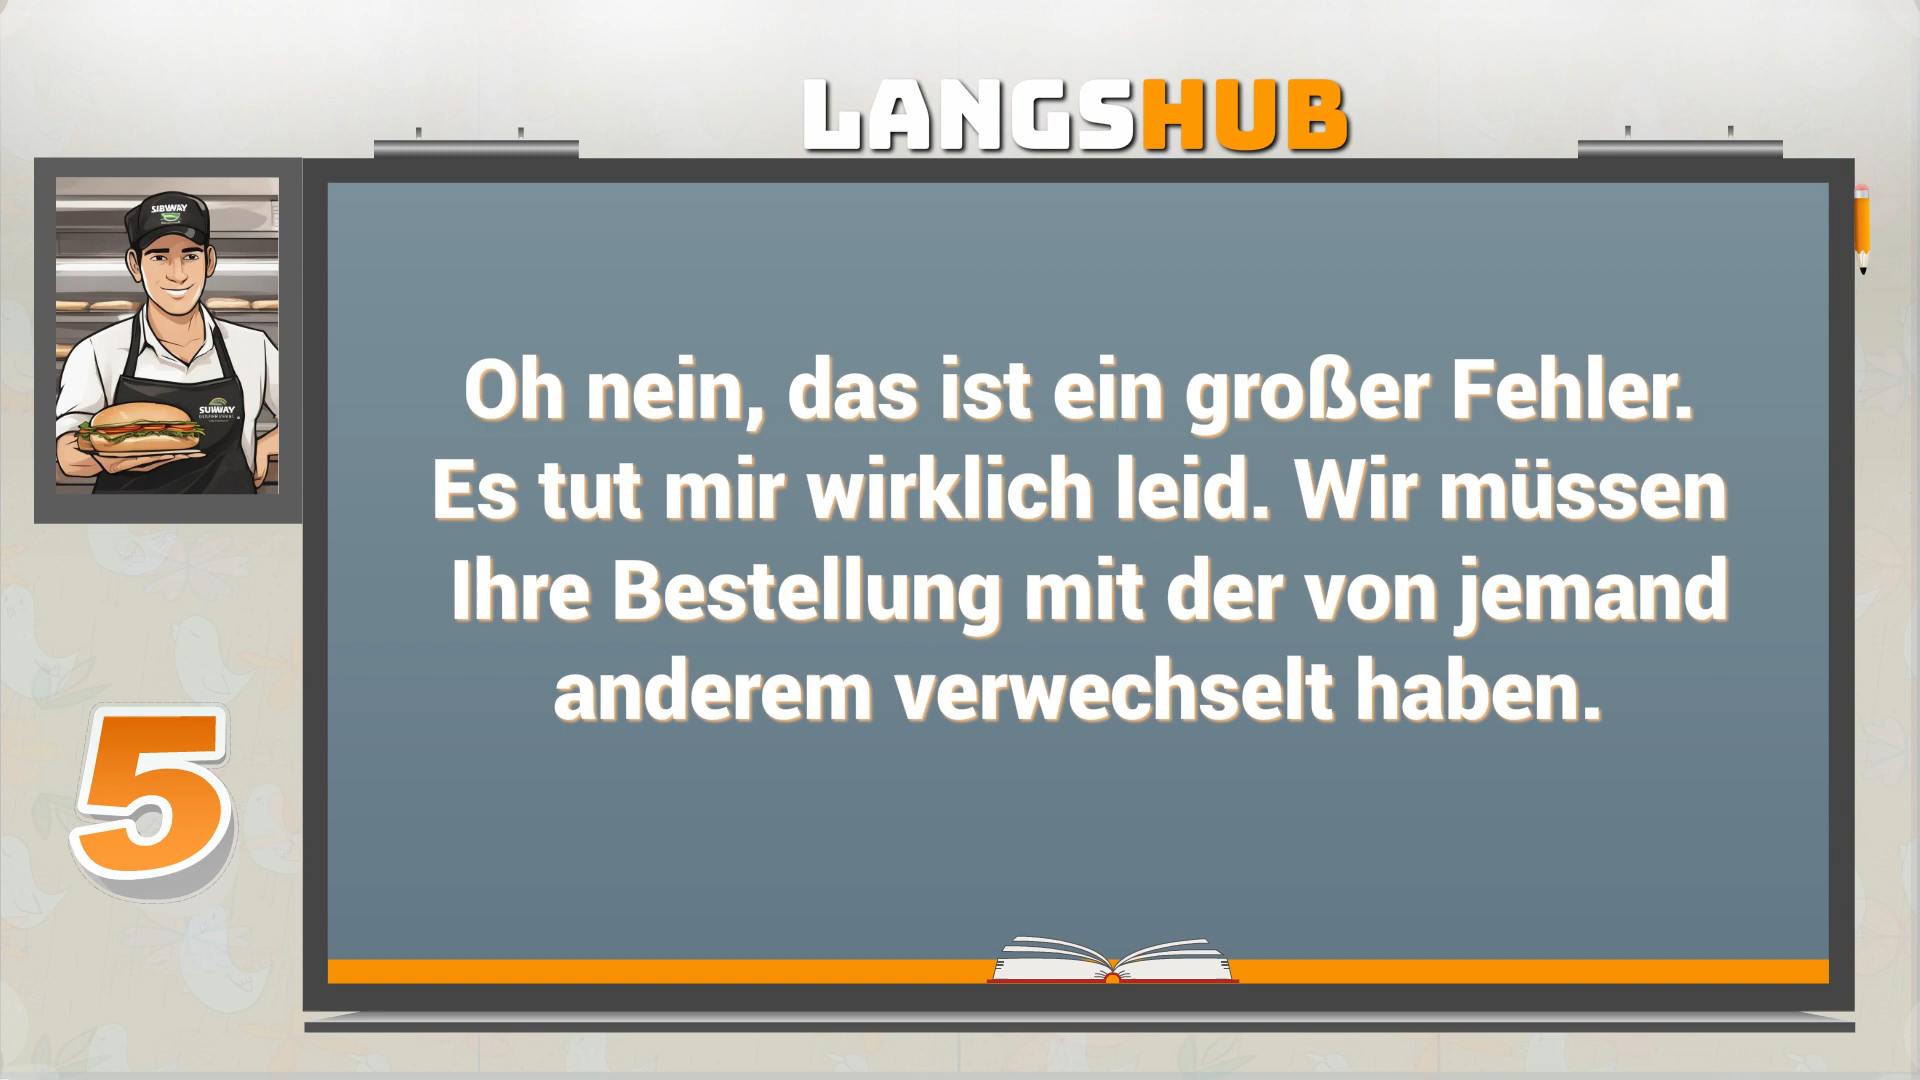 LANGSHUB
SIBWAY
SUWAY
Oh nein, das ist ein großer Fehler.
Es tut mir wirklich leid. Wir müssen
Ihre Bestellung mit der von jemand
anderem verwechselt haben.
5